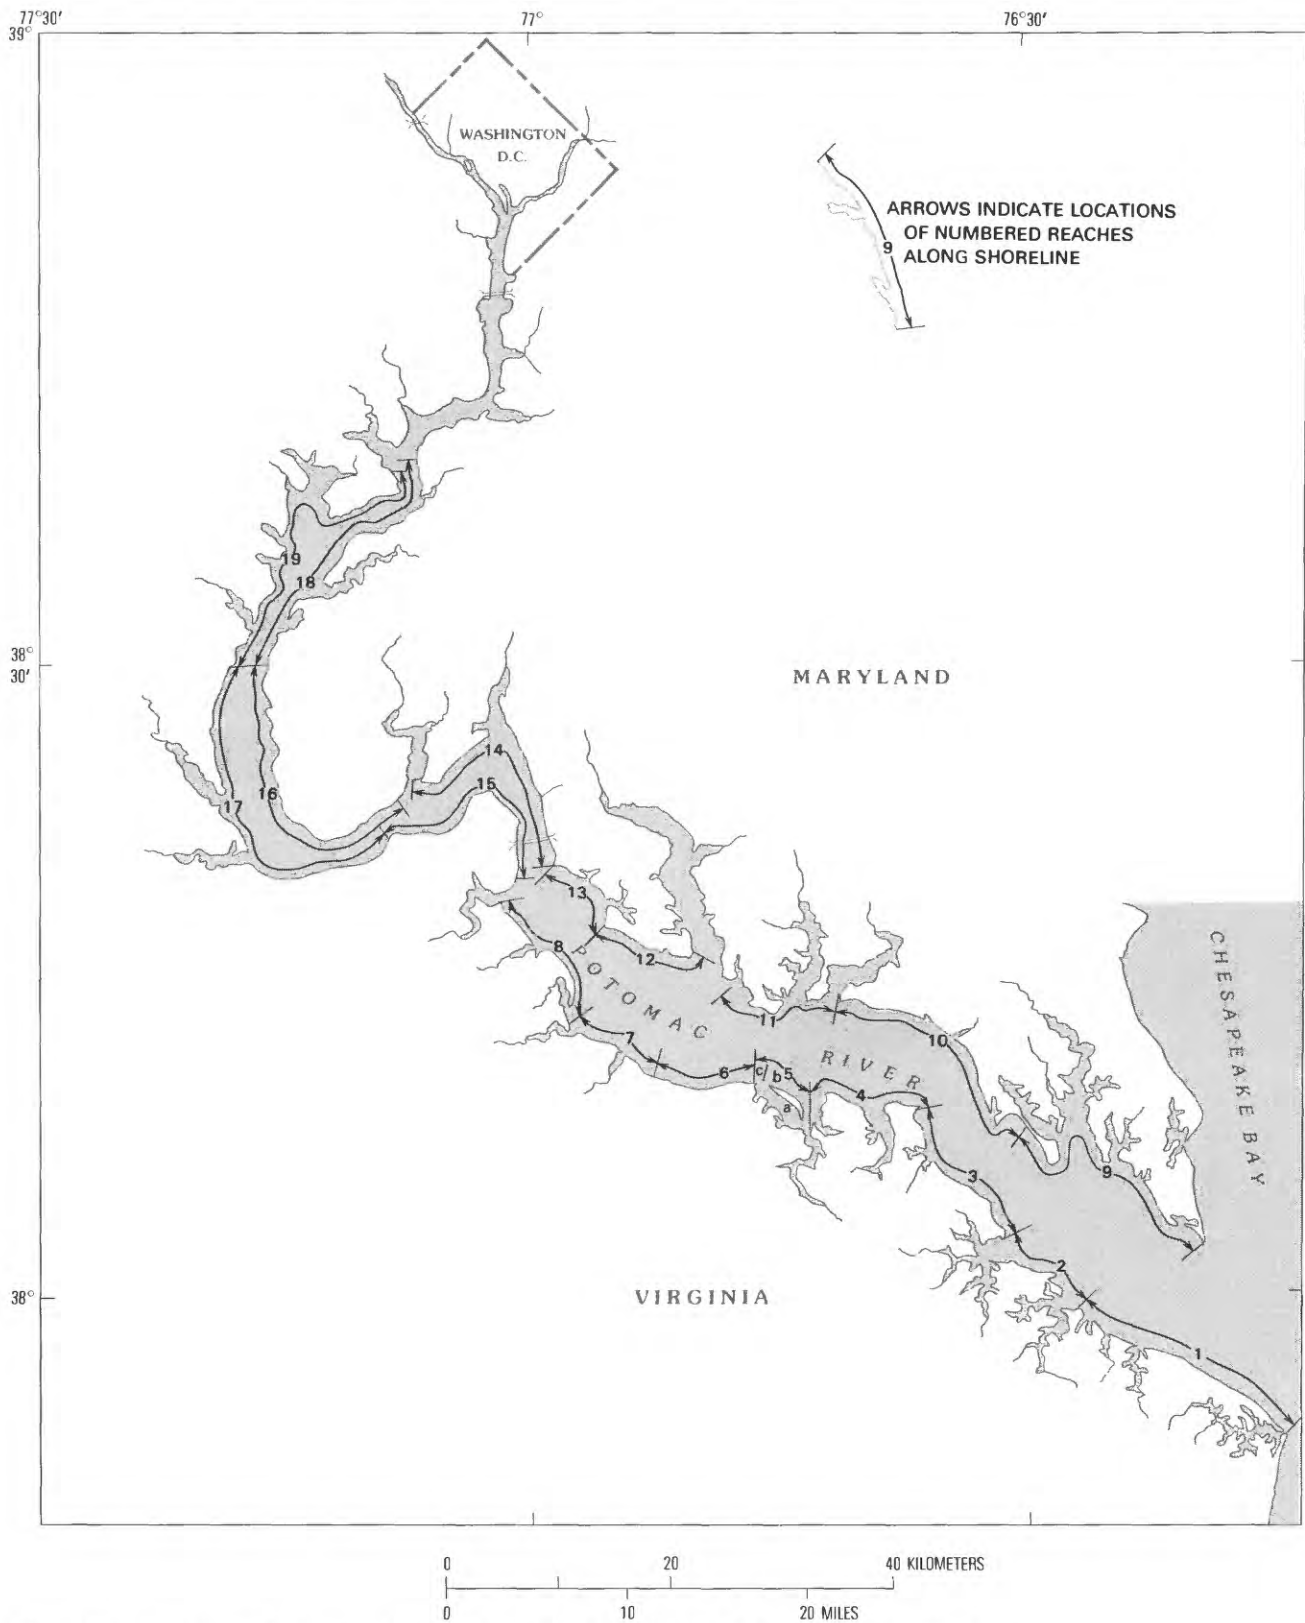 77°30′
77°
76°30′
39°
WASHINGTON
D.C.
ARROWS INDICATE LOCATIONS
OF NUMBERED REACHES
9
ALONG SHORELINE
19
18
38°
30′
MARYLAND
14
15
17
16
13
8
12
POTOMAC
RIVER
11
10
7
6
c
b
5
4
a
CHESAPEAKE BAY
3
9
2
38°
VIRGINIA
1
0
20
40 KILOMETERS
0
10
20 MILES